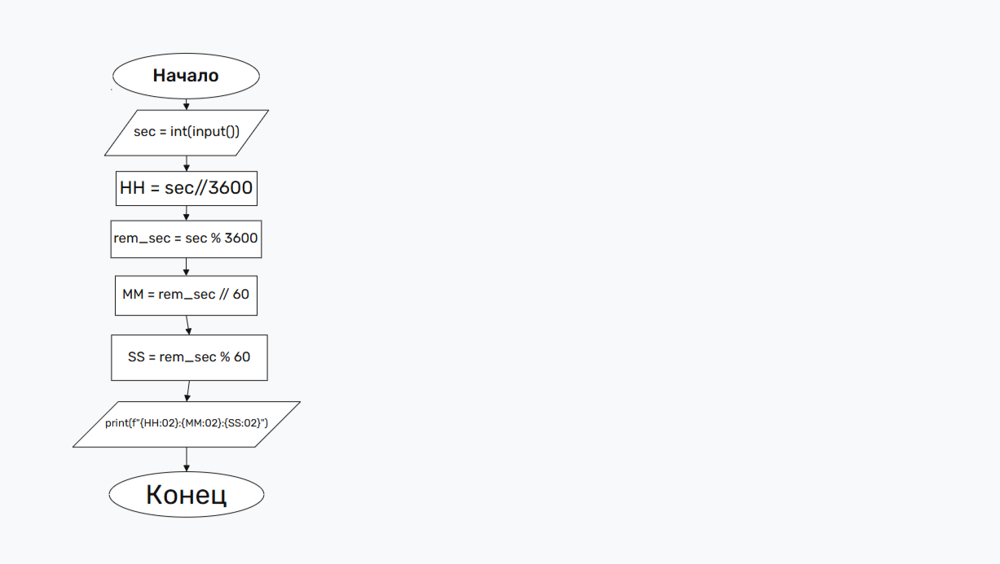 Начало
sec = int(input())
HH = sec//3600
rem_sec = sec % 3600
MM = rem_sec // 60
SS = rem_sec % 60
print(f"{HH:02}:{MM:02}:{SS:02}")
Конец